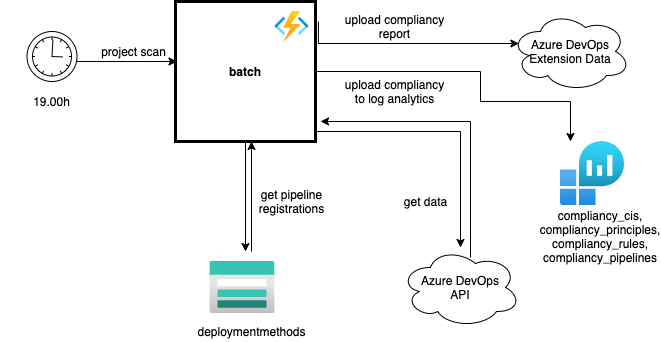 upload compliancy
report
Azure DevOps
Extension Data
project scan
batch
upload compliancy
to log analytics
19.00h
get pipeline
registrations
get data
compliancy_cis,
compliancy_principles,
compliancy_rules,
compliancy_pipelines
Azure DevOps
API
deploymentmethods